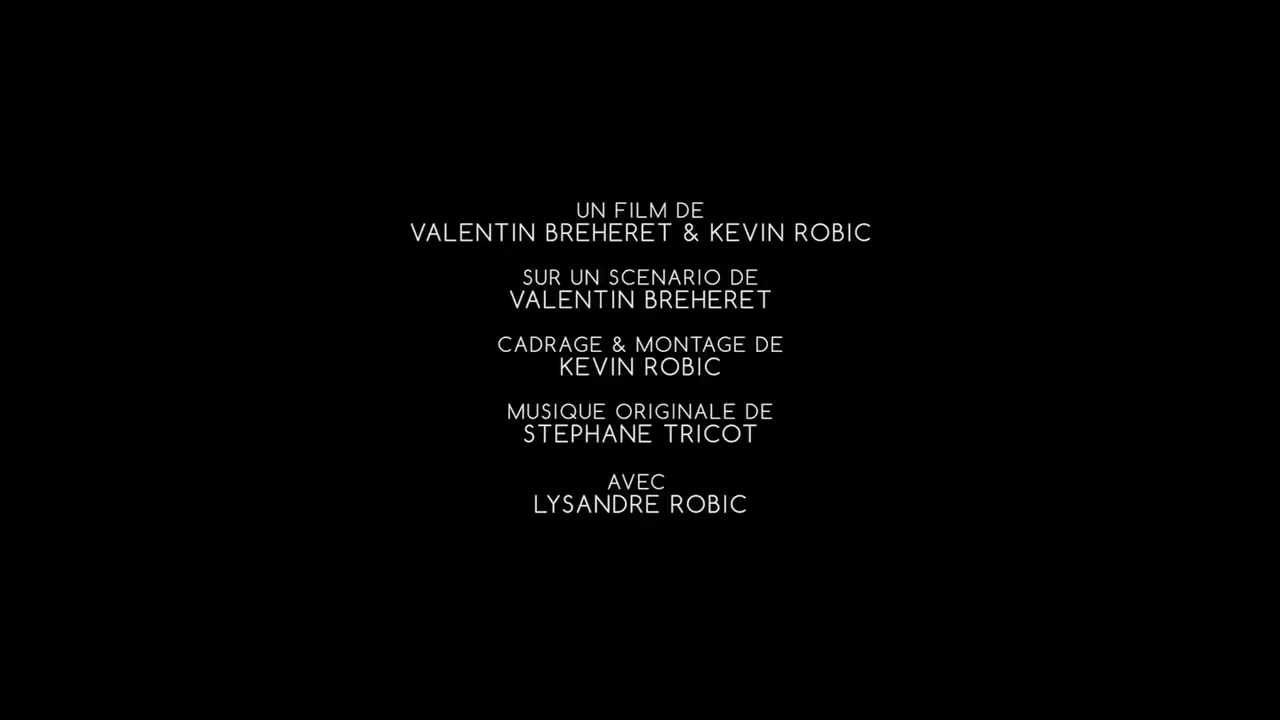 UN FILM DE
VALENTIN BREHERET & KEVIN ROBIC
SUR UN SCENARIO DE
VALENTIN BREHERET
CADRAGE & MONTAGE DE
KEVIN ROBIC
MUSIQUE ORIGINALE DE
STEPHANE TRICOT
AVEC
LYSANDRE ROBIC